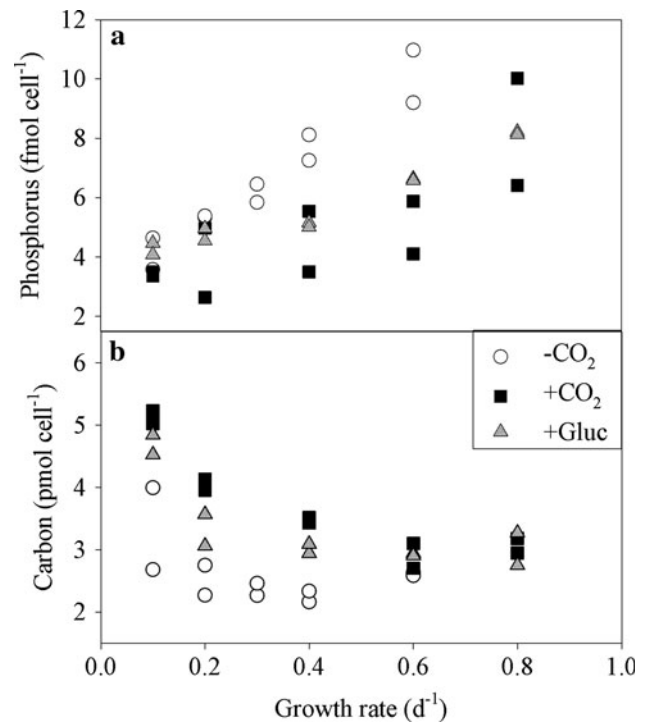 a
12
10
8
6
4
2
Phosphorus (fmol cell⁻¹)
b
6
5
4
3
2
Carbon (pmol cell⁻¹)
-CO₂
+CO₂
+Gluc
0.0 0.2 0.4 0.6 0.8 1.0
Growth rate (d⁻¹)